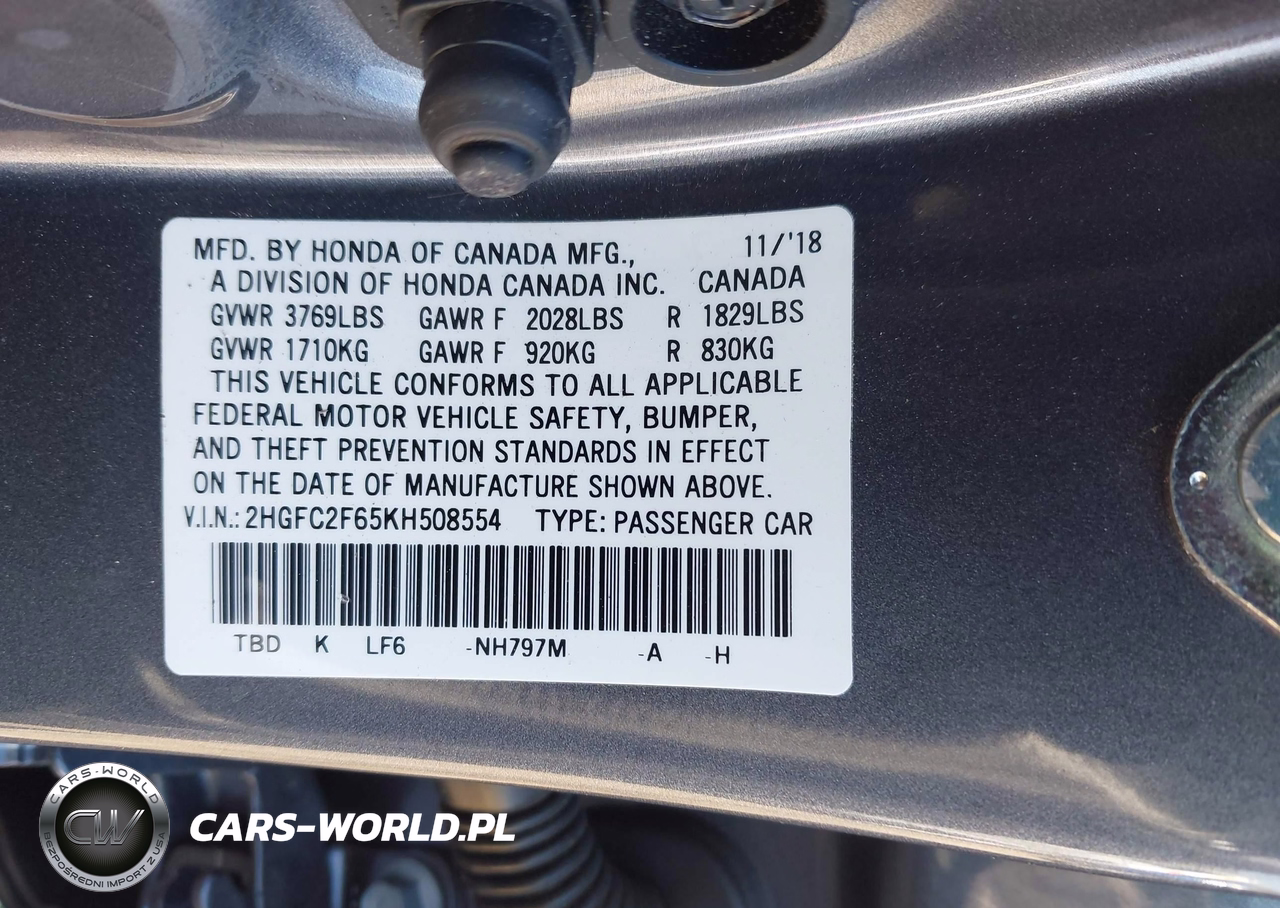 MFD. BY HONDA OF CANADA MFG., 11/'18
A DIVISION OF HONDA CANADA INC. CANADA
GVWR 3769LBS GAWR F 2028LBS R 1829LBS
GVWR 1710KG GAWR F 920KG R 830KG
THIS VEHICLE CONFORMS TO ALL APPLICABLE
FEDERAL MOTOR VEHICLE SAFETY, BUMPER,
AND THEFT PREVENTION STANDARDS IN EFFECT
ON THE DATE OF MANUFACTURE SHOWN ABOVE.
V.I.N.: 2HGFC2F65KH508554 TYPE: PASSENGER CAR
TBD K LF6 -NH797M -A -H
CARS-WORLD
CW
BEZPOŚREDNI IMPORT Z USA
CARS-WORLD.PL